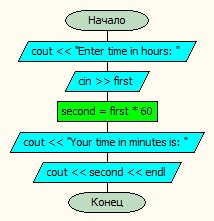 Начало
cout << "Enter time in hours: "
cin >> first
second = first * 60
cout << "Your time in minutes is: "
cout << second << endl
Конец